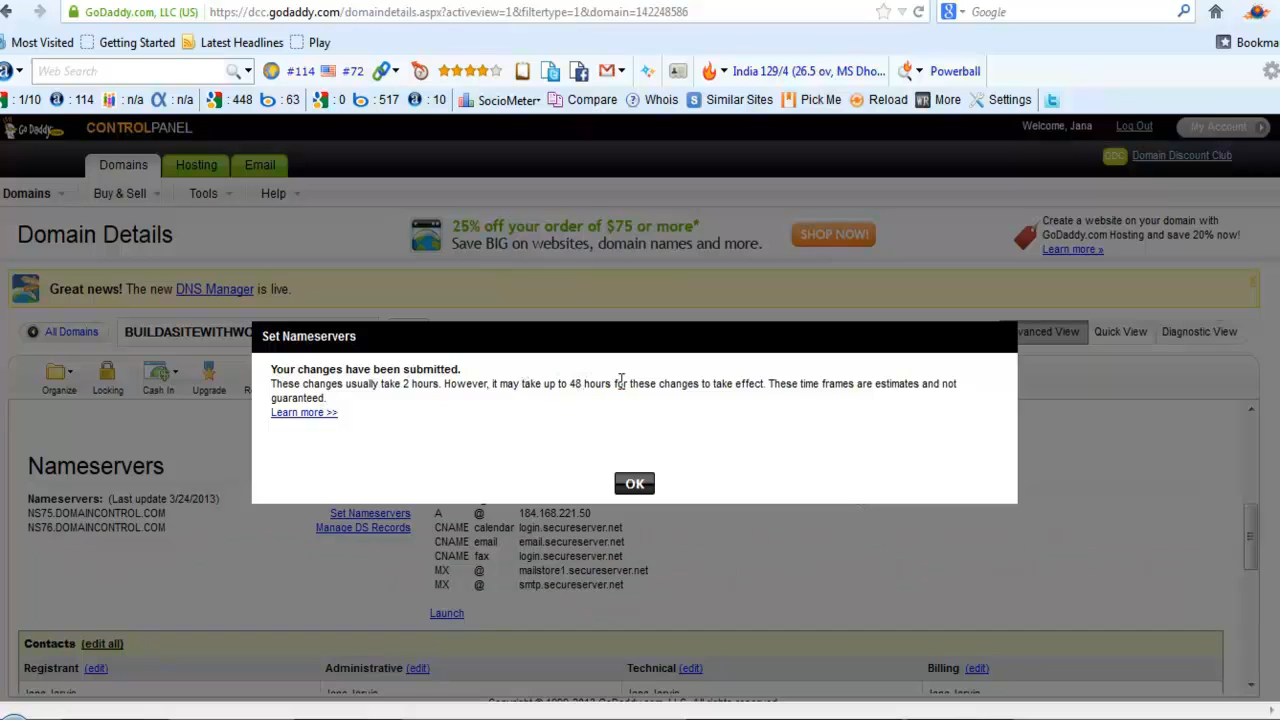 GoDaddy.com, LLC (US) https://dcc.godaddy.com/domaindetails.aspx?activeview=1&filtertype=1&domain=142248586 Google
Most Visited Getting Started Latest Headlines Play Bookma
Web Search #114 #72 India 129/4 (26.5 ov, MS Dho... Powerball
: 1/10 : 114 : n/a : n/a : 448 : 63 : 0 : 517 : 10 SocioMeter Compare Whois Similar Sites Pick Me Reload More Settings
Go Daddy CONTROLPANEL Welcome, Jana Log Out My Account
Domains Hosting Email DDC Domain Discount Club
Domains Buy & Sell Tools Help
Domain Details
25% off your order of $75 or more*
Save BIG on websites, domain names and more.
SHOP NOW!
Create a website on your domain with
GoDaddy.com Hosting and save 20% now!
Learn more »
Great news! The new DNS Manager is live.
All Domains BUILDASITEWITHWO vanced View Quick View Diagnostic View
Set Nameservers
Organize Locking Cash In Upgrade
Your changes have been submitted.
These changes usually take 2 hours. However, it may take up to 48 hours for these changes to take effect. These time frames are estimates and not
guaranteed.
Learn more >>
OK
Nameservers
Nameservers: (Last update 3/24/2013)
NS75.DOMAINCONTROL.COM Set Nameservers
NS76.DOMAINCONTROL.COM Manage DS Records
A @ 184.168.221.50
CNAME calendar login.secureserver.net
CNAME email email.secureserver.net
CNAME fax login.secureserver.net
MX @ mailstore1.secureserver.net
MX @ smtp.secureserver.net
Launch
Contacts (edit all)
Registrant (edit) Administrative (edit) Technical (edit) Billing (edit)